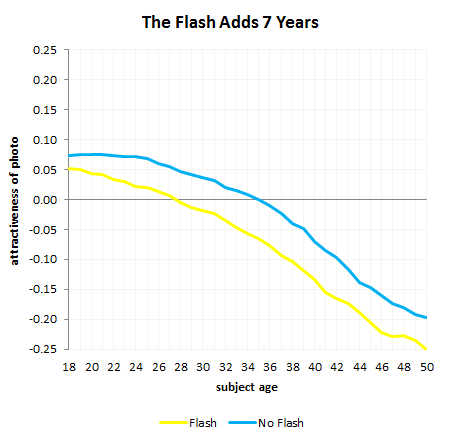 The Flash Adds 7 Years
0.25
0.20
0.15
0.10
0.05
0.00
-0.05
-0.10
-0.15
-0.20
-0.25
attractiveness of photo
18 20 22 24 26 28 30 32 34 36 38 40 42 44 46 48 50
subject age
Flash No Flash